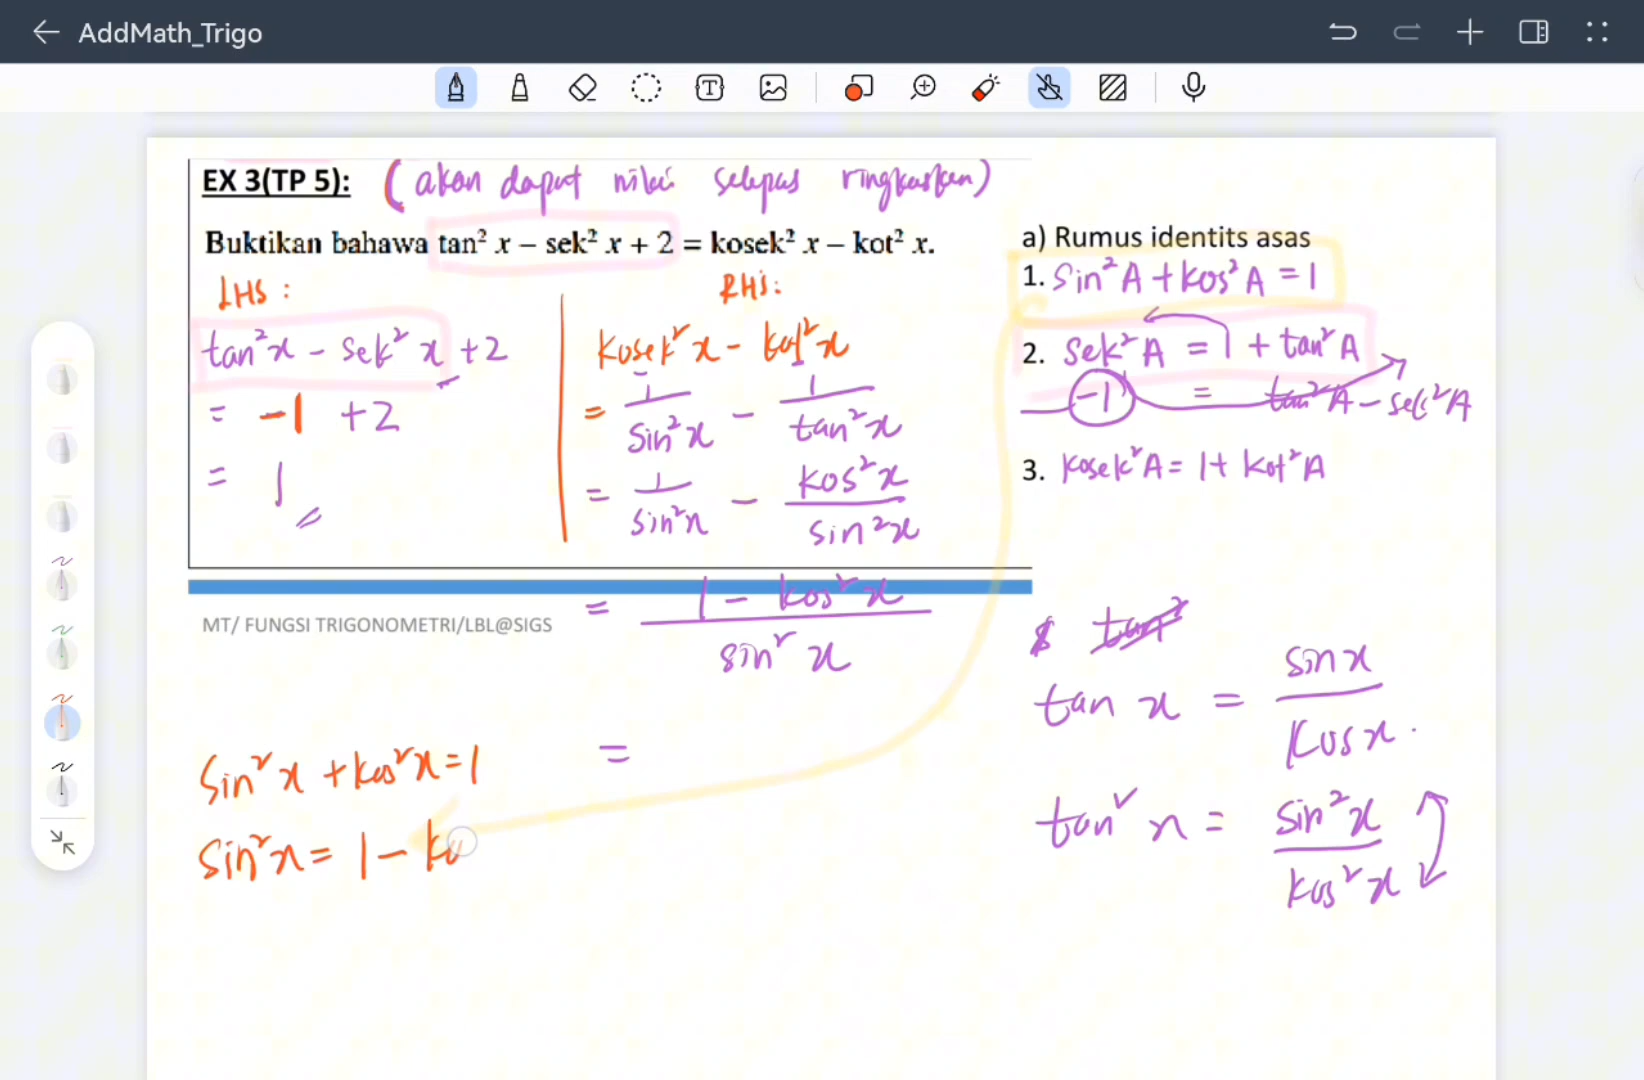 AddMath_Trigo
EX 3(TP 5): (akan dapat nilai selepas ringkaskan)
Buktikan bahawa tan² x – sek² x + 2 = kosek² x – kot² x.
LHS :
tan²x - sek² x +2
= -1 +2
= 1
RHS:
kosek²x - kot²x
= 1/sin²x - 1/tan²x
= 1/sin²x - kos²x/sin²x
= 1 - kos²x / sin²x
=
MT/ FUNGSI TRIGONOMETRI/LBL@SIGS
sin²x + kos²x = 1
sin²x = 1 - ko
a) Rumus identits asas
1. sin²A + kos²A = 1
2. sek²A = 1 + tan²A
-1 = tan²A - sek²A
3. kosek²A = 1 + kot²A
tan²
tan x = sin x / kos x.
tan²x = sin²x / kos²x